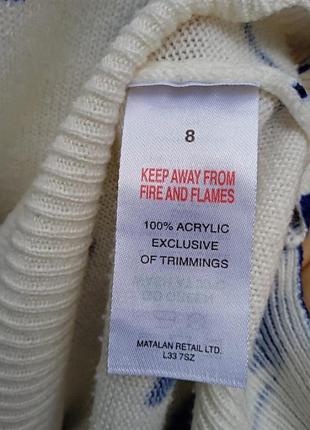 8
KEEP AWAY FROM
FIRE AND FLAMES
100% ACRYLIC
EXCLUSIVE
OF TRIMMINGS
MATALAN RETAIL LTD.
L33 7SZ